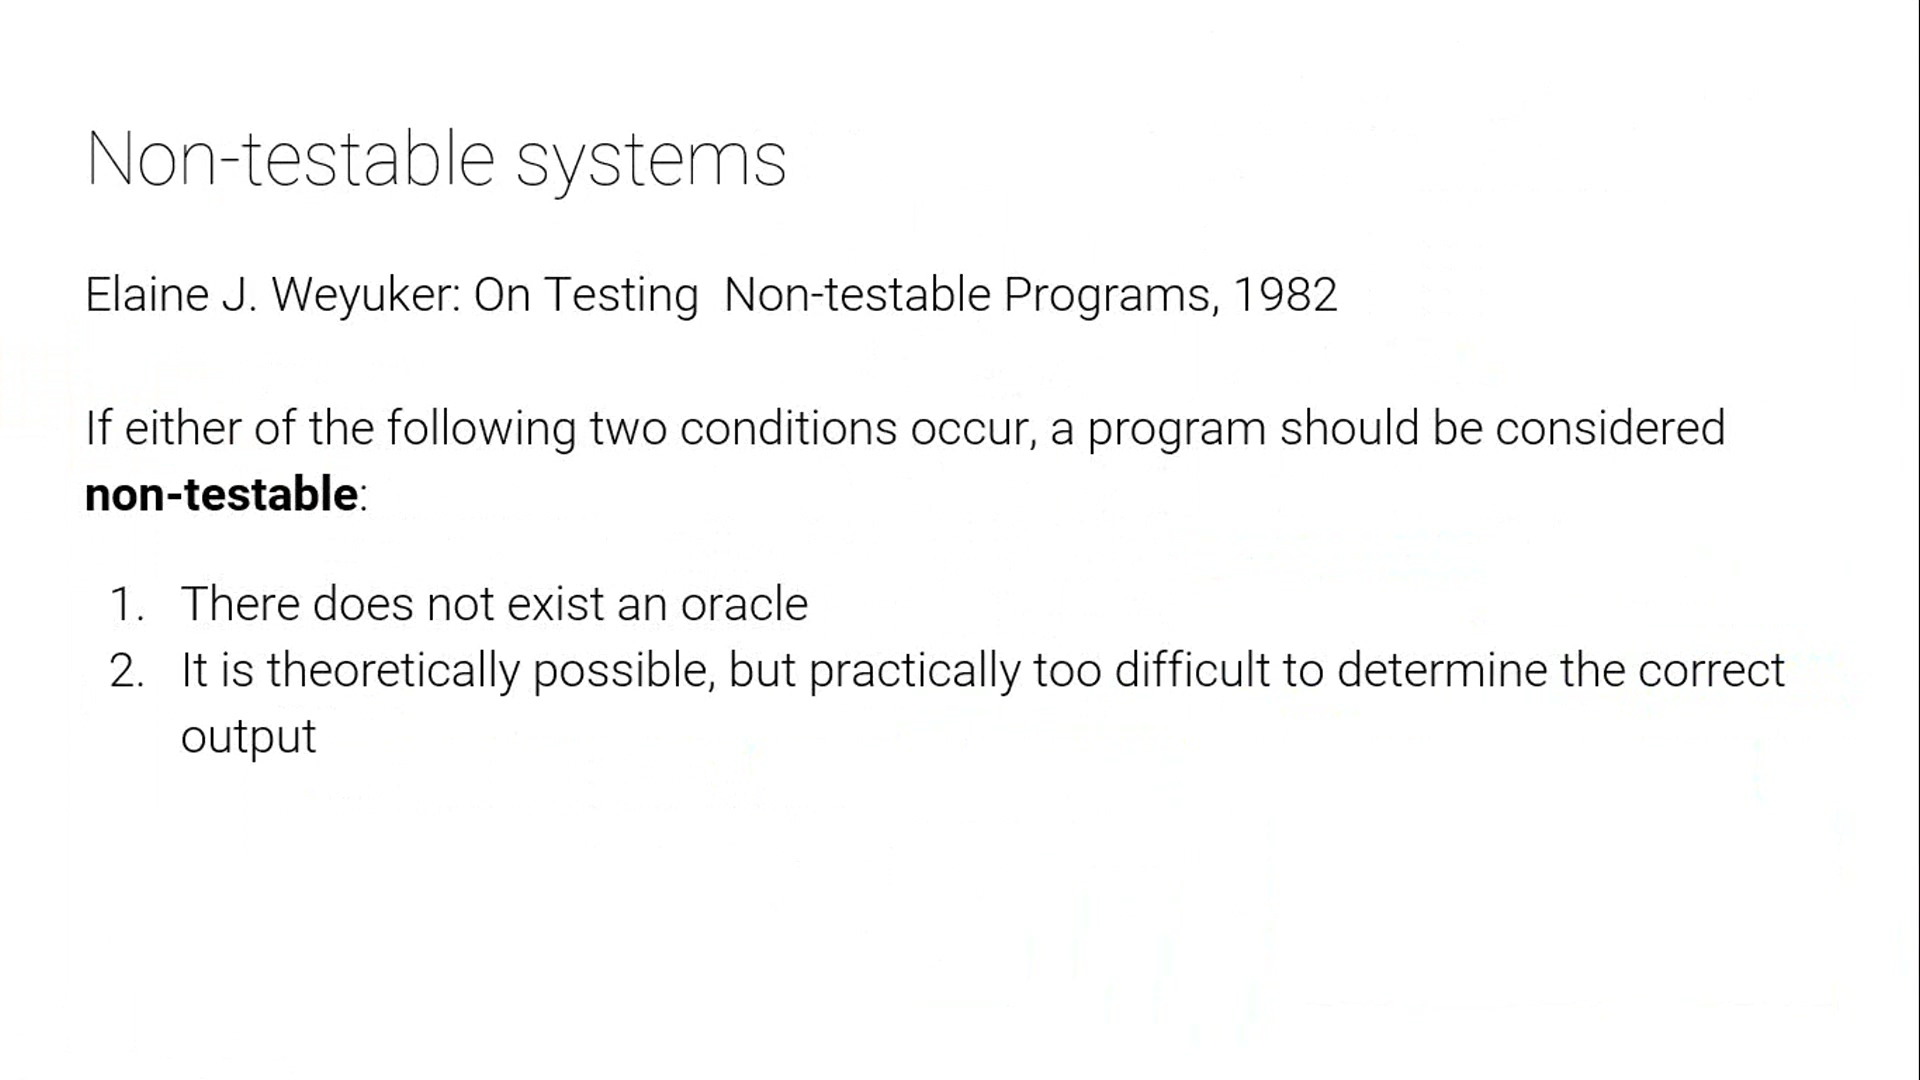 Non-testable systems
Elaine J. Weyuker: On Testing  Non-testable Programs, 1982
If either of the following two conditions occur, a program should be considered
non-testable:
1. There does not exist an oracle
2. It is theoretically possible, but practically too difficult to determine the correct
output